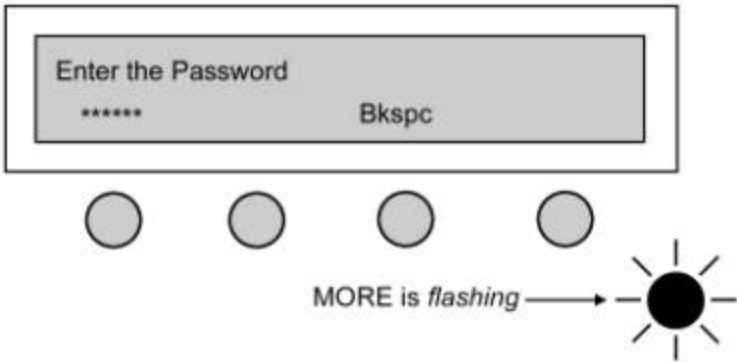 Enter the Password
****** Bkspc
MORE is flashing